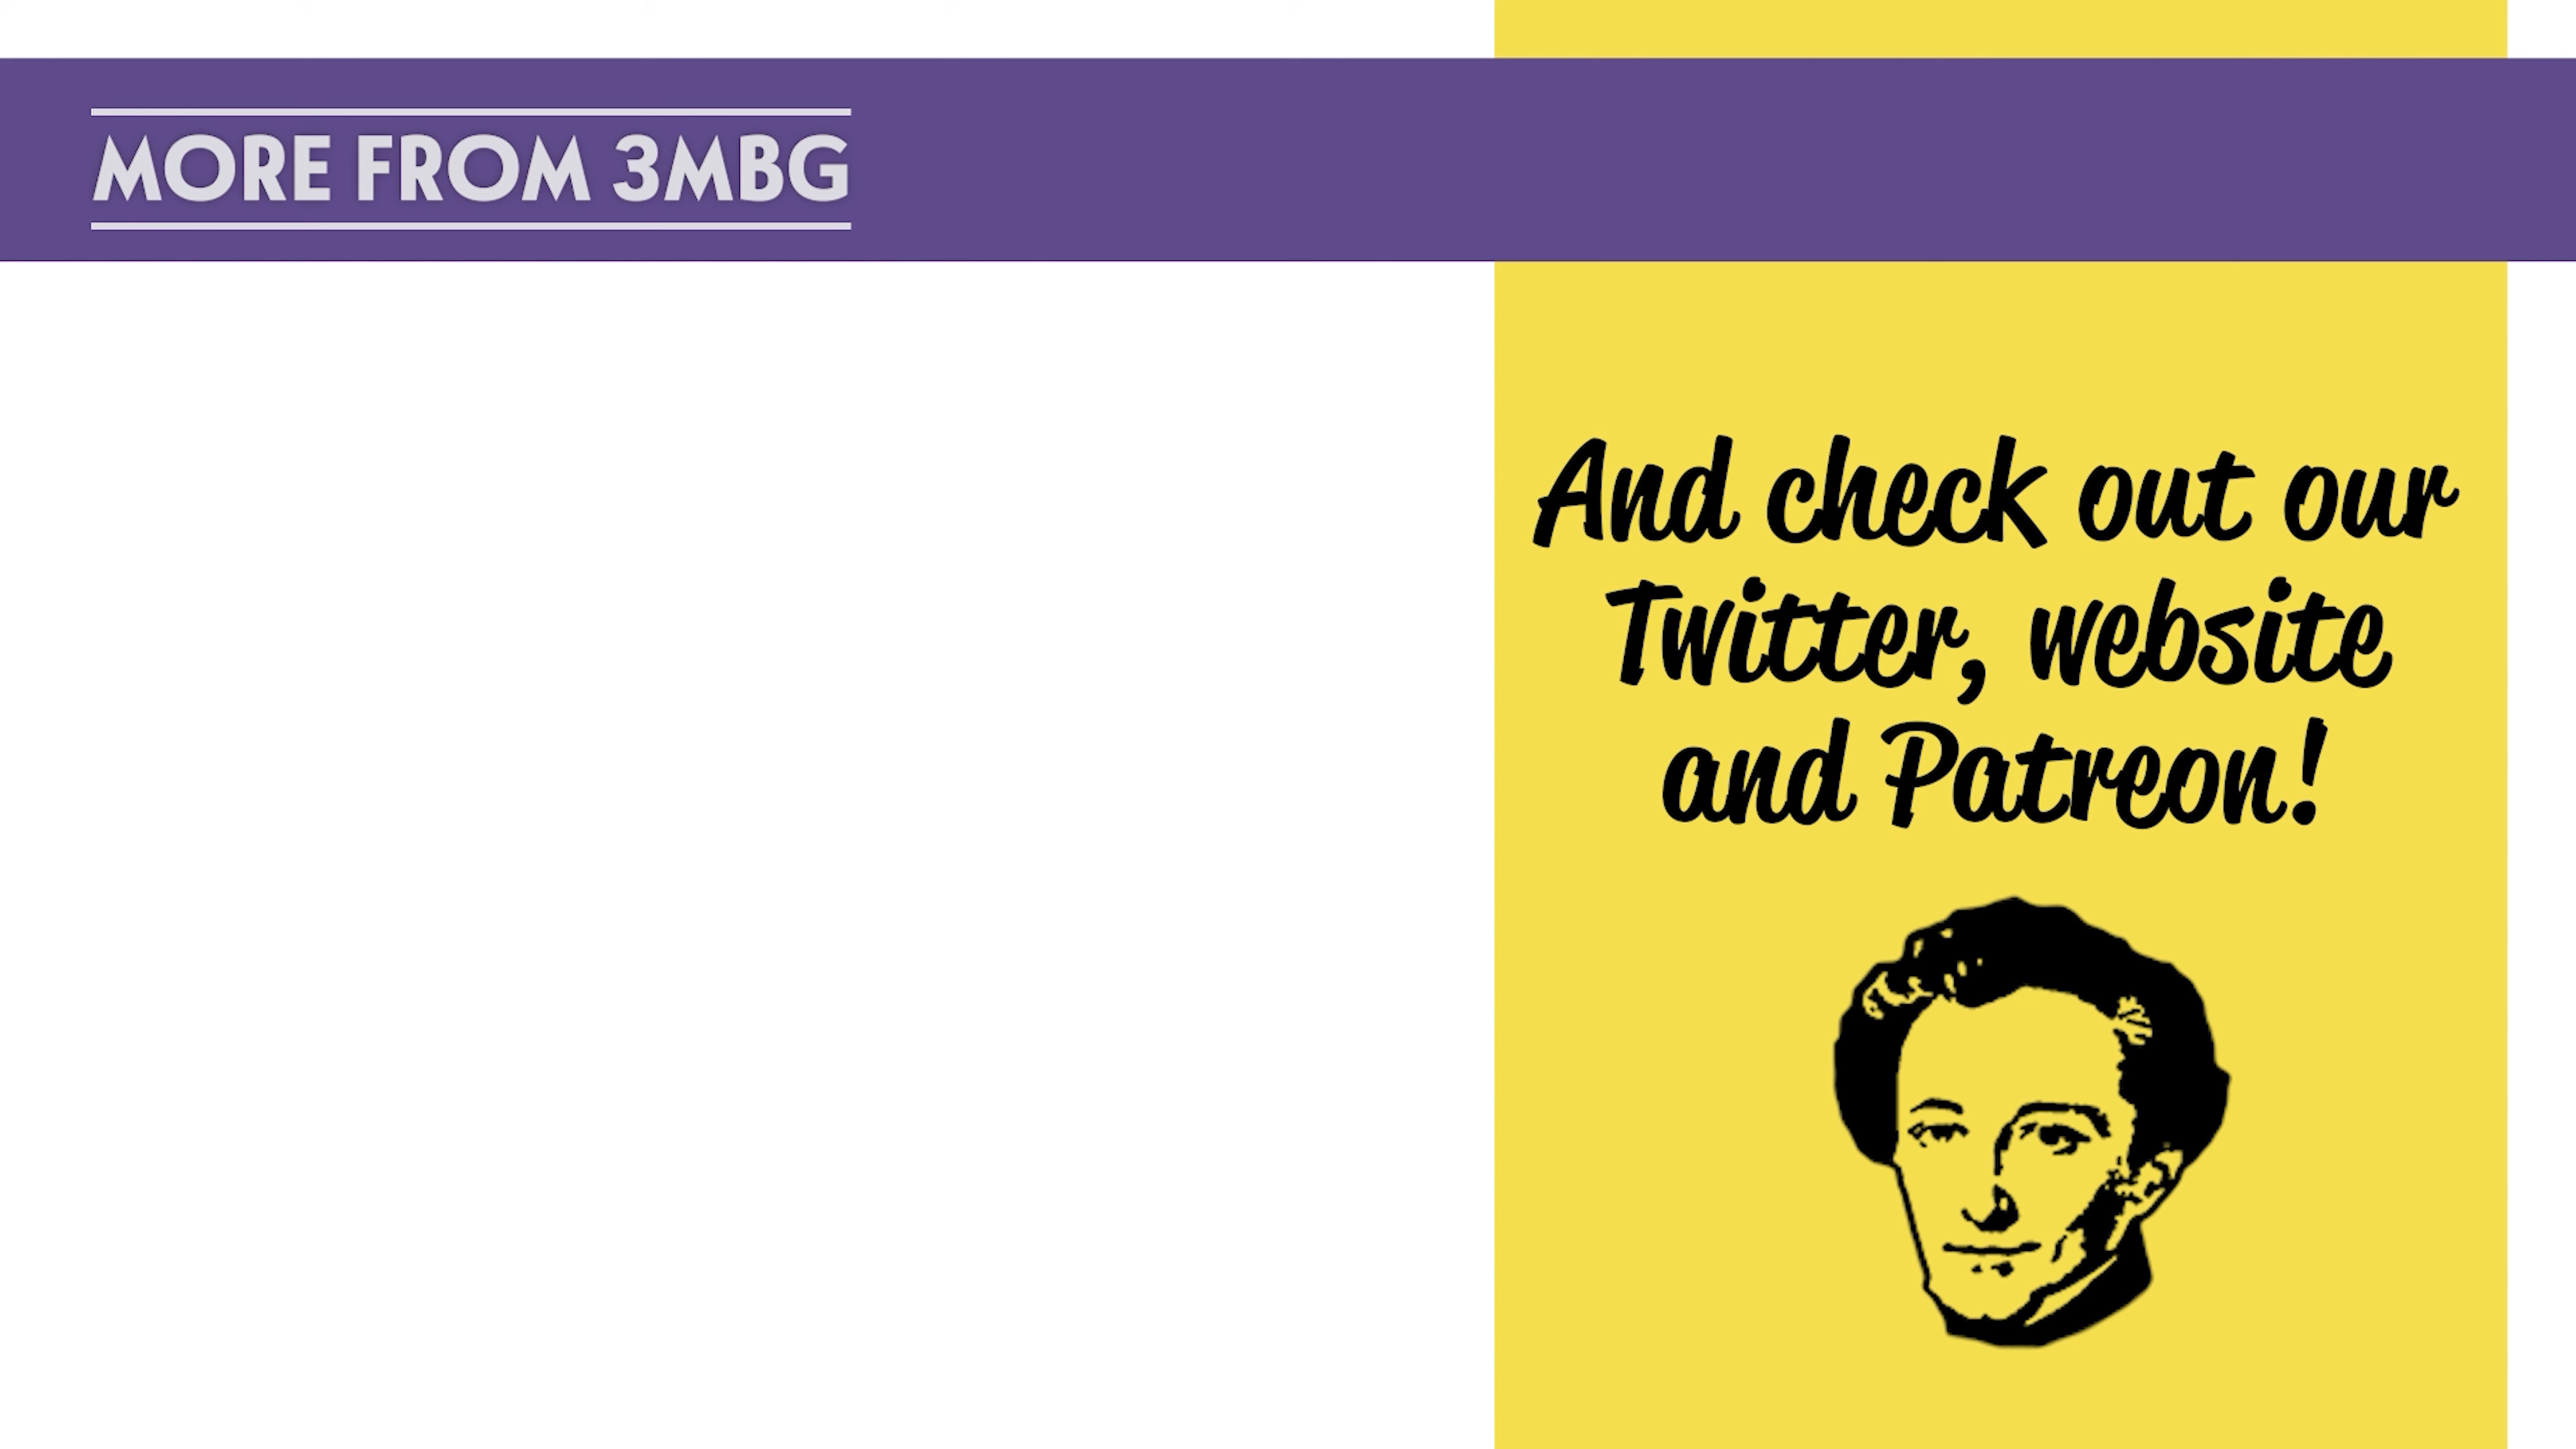 MORE FROM 3MBG
And check out our
Twitter, website
and Patreon!